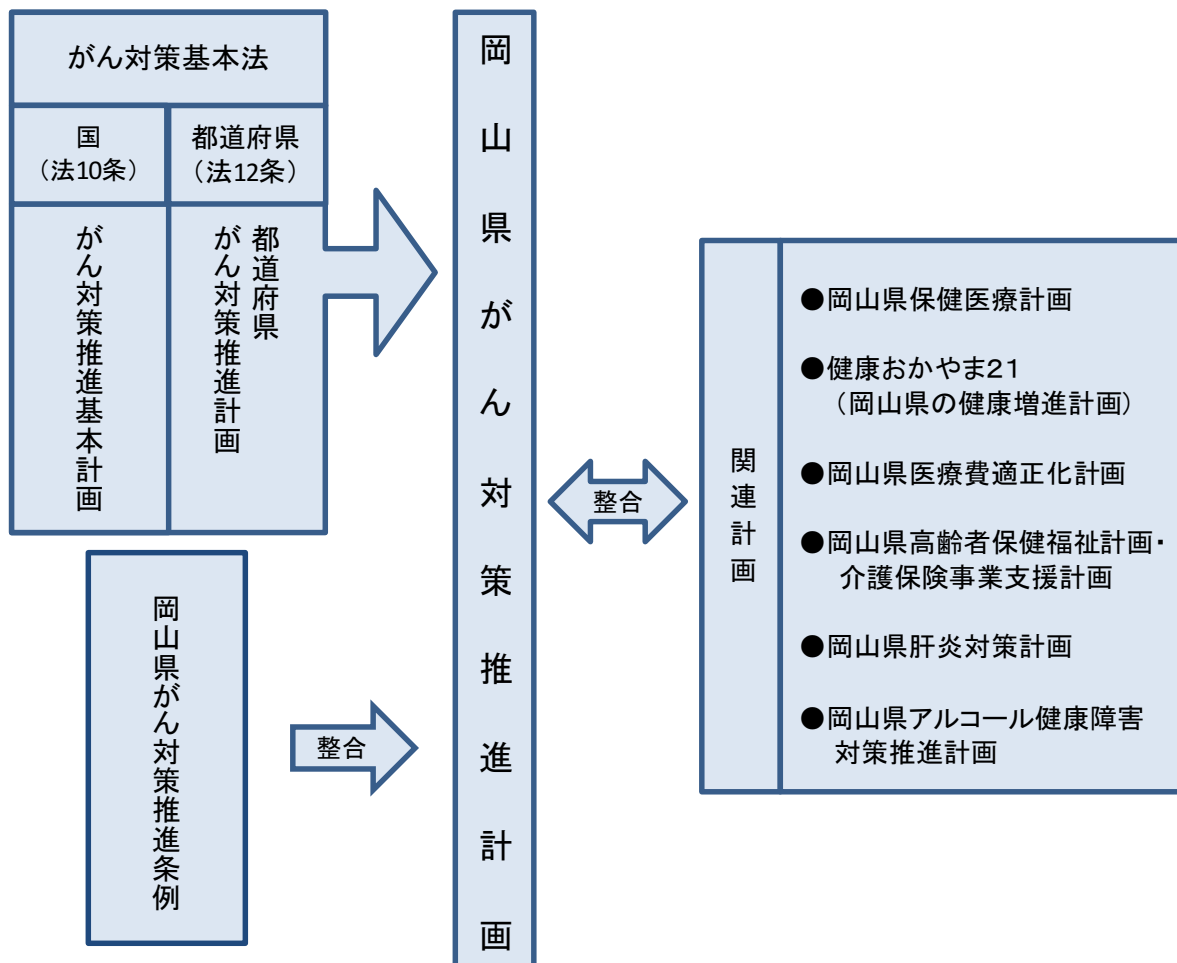 がん対策基本法
国
（法10条）
都道府県
（法12条）
がん対策推進基本計画
都道府県
がん対策推進計画
岡山県がん対策推進条例
整合
岡山県がん対策推進計画
整合
関連計画
●岡山県保健医療計画
●健康おかやま２１
（岡山県の健康増進計画）
●岡山県医療費適正化計画
●岡山県高齢者保健福祉計画・
介護保険事業支援計画
●岡山県肝炎対策計画
●岡山県アルコール健康障害
対策推進計画